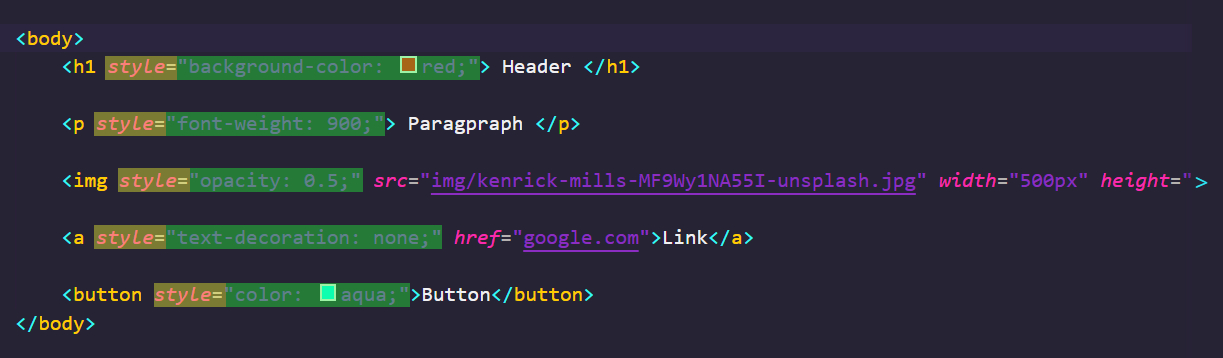 <body>
<h1 style="background-color: red;"> Header </h1>
<p style="font-weight: 900;"> Paragpraph </p>
<img style="opacity: 0.5;" src="img/kenrick-mills-MF9Wy1NA55I-unsplash.jpg" width="500px" height=">
<a style="text-decoration: none;" href="google.com">Link</a>
<button style="color: aqua;">Button</button>
</body>